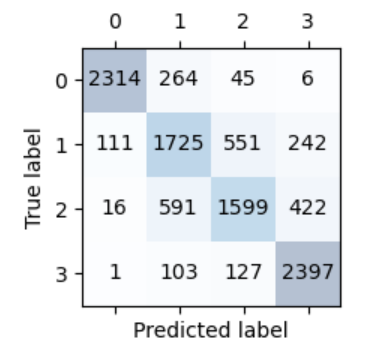 0 1 2 3
0 2314 264 45 6
1 111 1725 551 242
2 16 591 1599 422
3 1 103 127 2397
True label
Predicted label